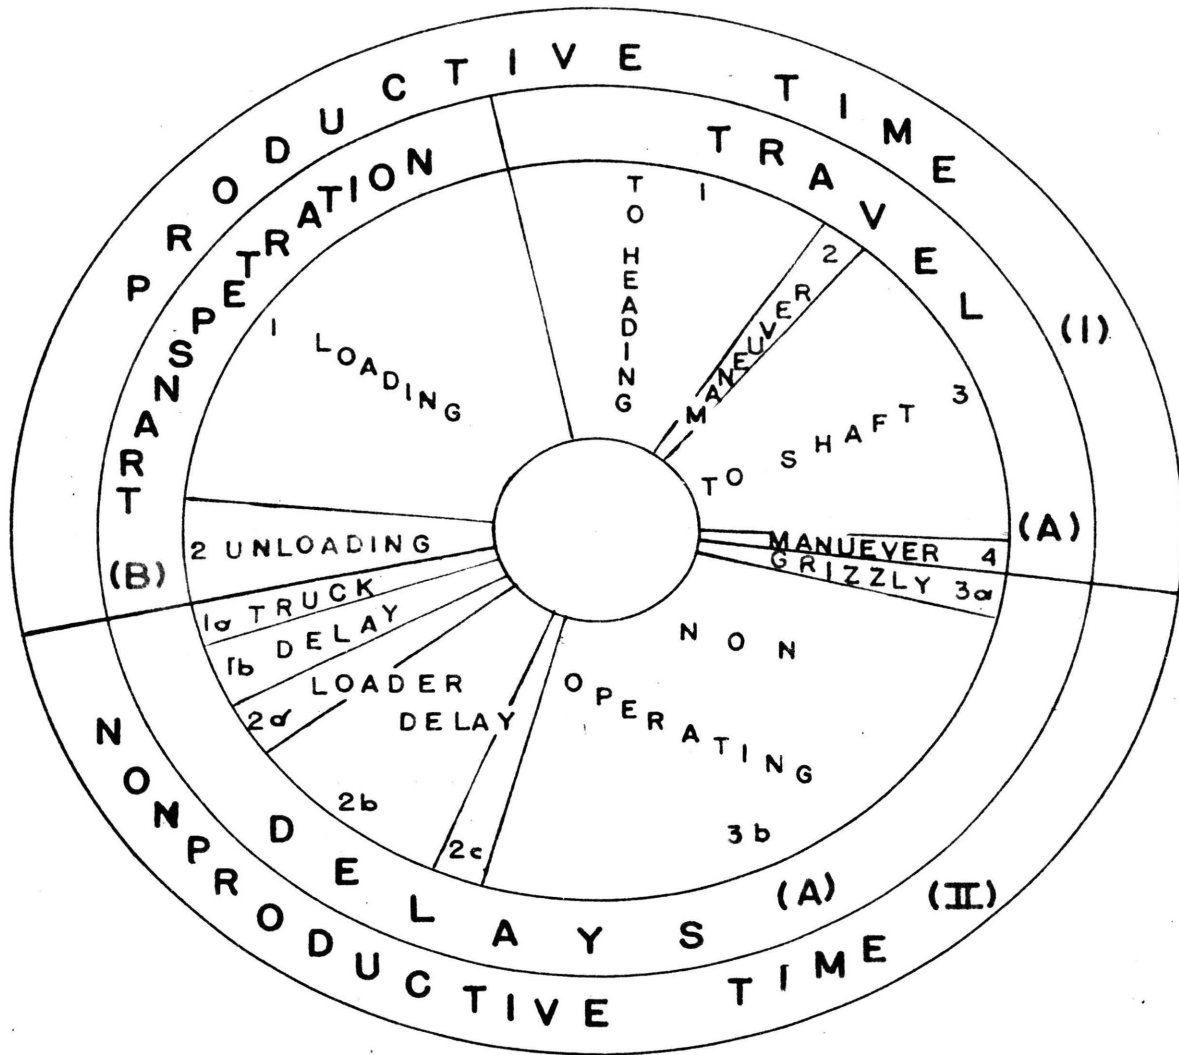 PRODUCTIVE TIME
(I)
TRAVEL
(A)
TRANSPETRATION
(B)
1
TO HEADING
2
MANEUVER
3
TO SHAFT
MANUEVER 4
GRIZZLY 3a
1
LOADING
2 UNLOADING
1a TRUCK
1b DELAY
2a
LOADER
DELAY
2b
2c
NON
OPERATING
3b
DELAYS (A)
NONPRODUCTIVE TIME
(II)